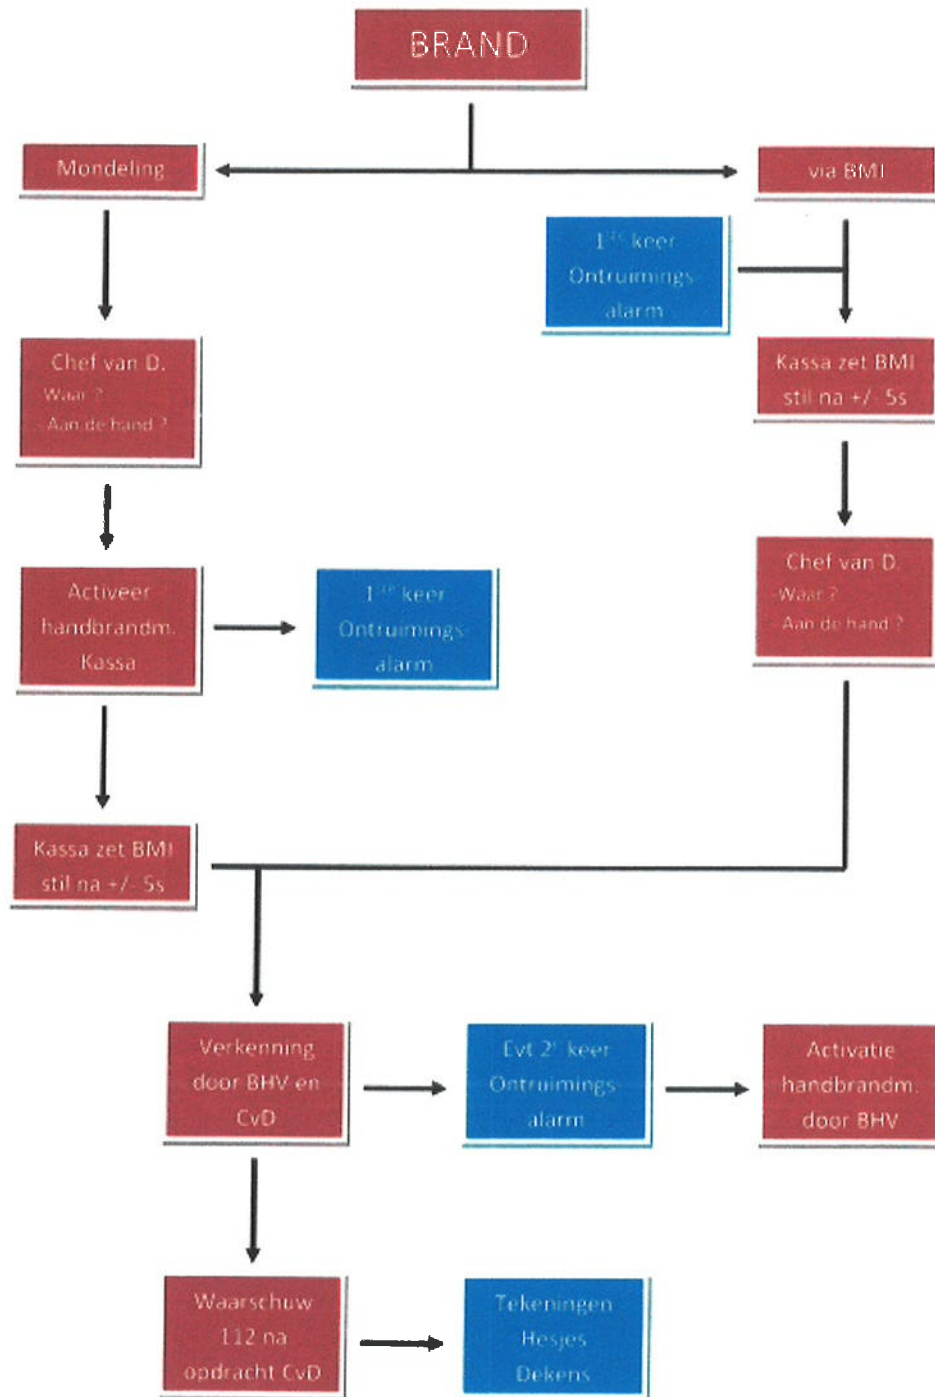 BRAND
Mondeling
via BMI
1ste keer
Ontruimings-
alarm
Chef van D.
Waar ?
-Aan de hand ?
Kassa zet BMI
stil na +/- 5s
Activeer
handbrandm.
Kassa
1ste keer
Ontruimings-
alarm
Chef van D.
-Waar ?
-Aan de hand ?
Kassa zet BMI
stil na +/- 5s
Verkenning
door BHV en
CvD
Evt 2e keer
Ontruimings-
alarm
Activatie
handbrandm.
door BHV
Waarschuw
112 na
opdracht CvD
Tekeningen
Hesjes
Dekens